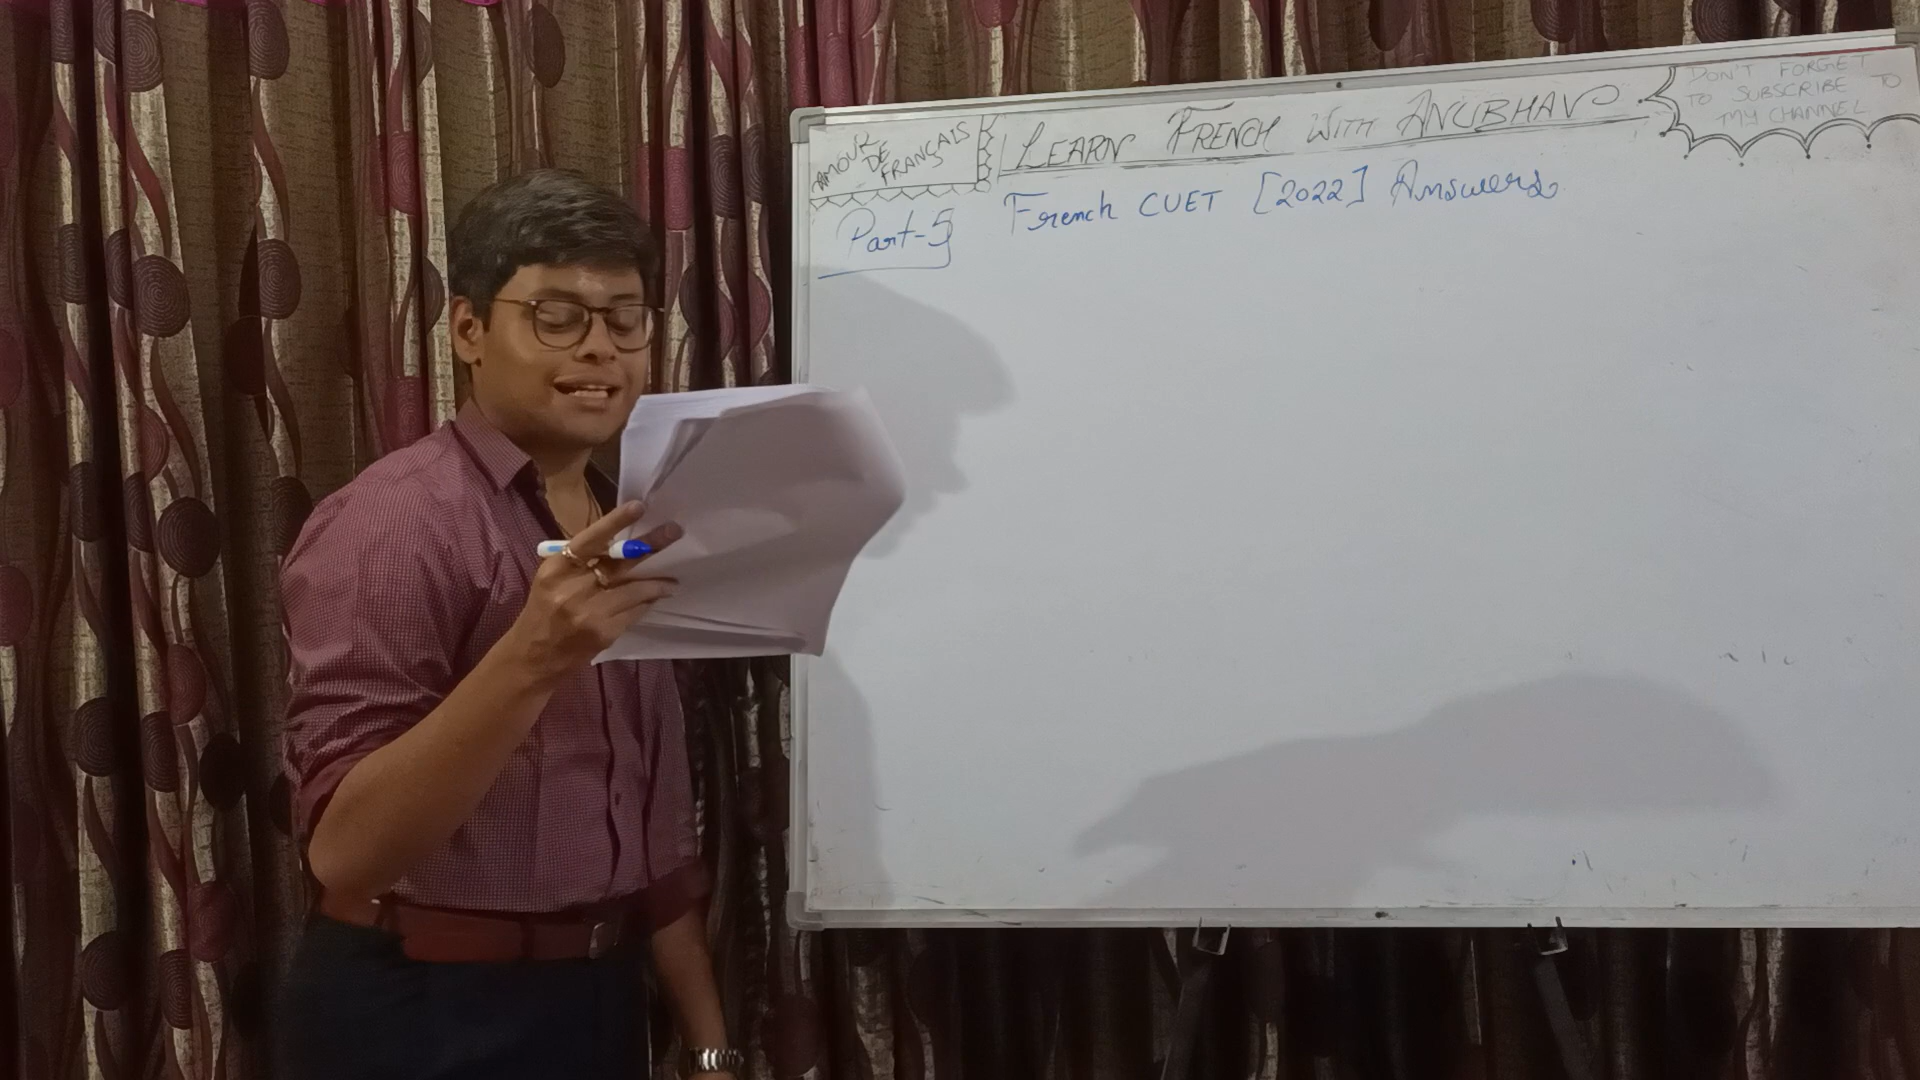 AMOUR
DE
FRANCAIS
LEARN FRENCH WITH ANUBHAV
DON'T FORGET
TO SUBSCRIBE TO
MY CHANNEL
Part-5
French CUET [2022] Answers